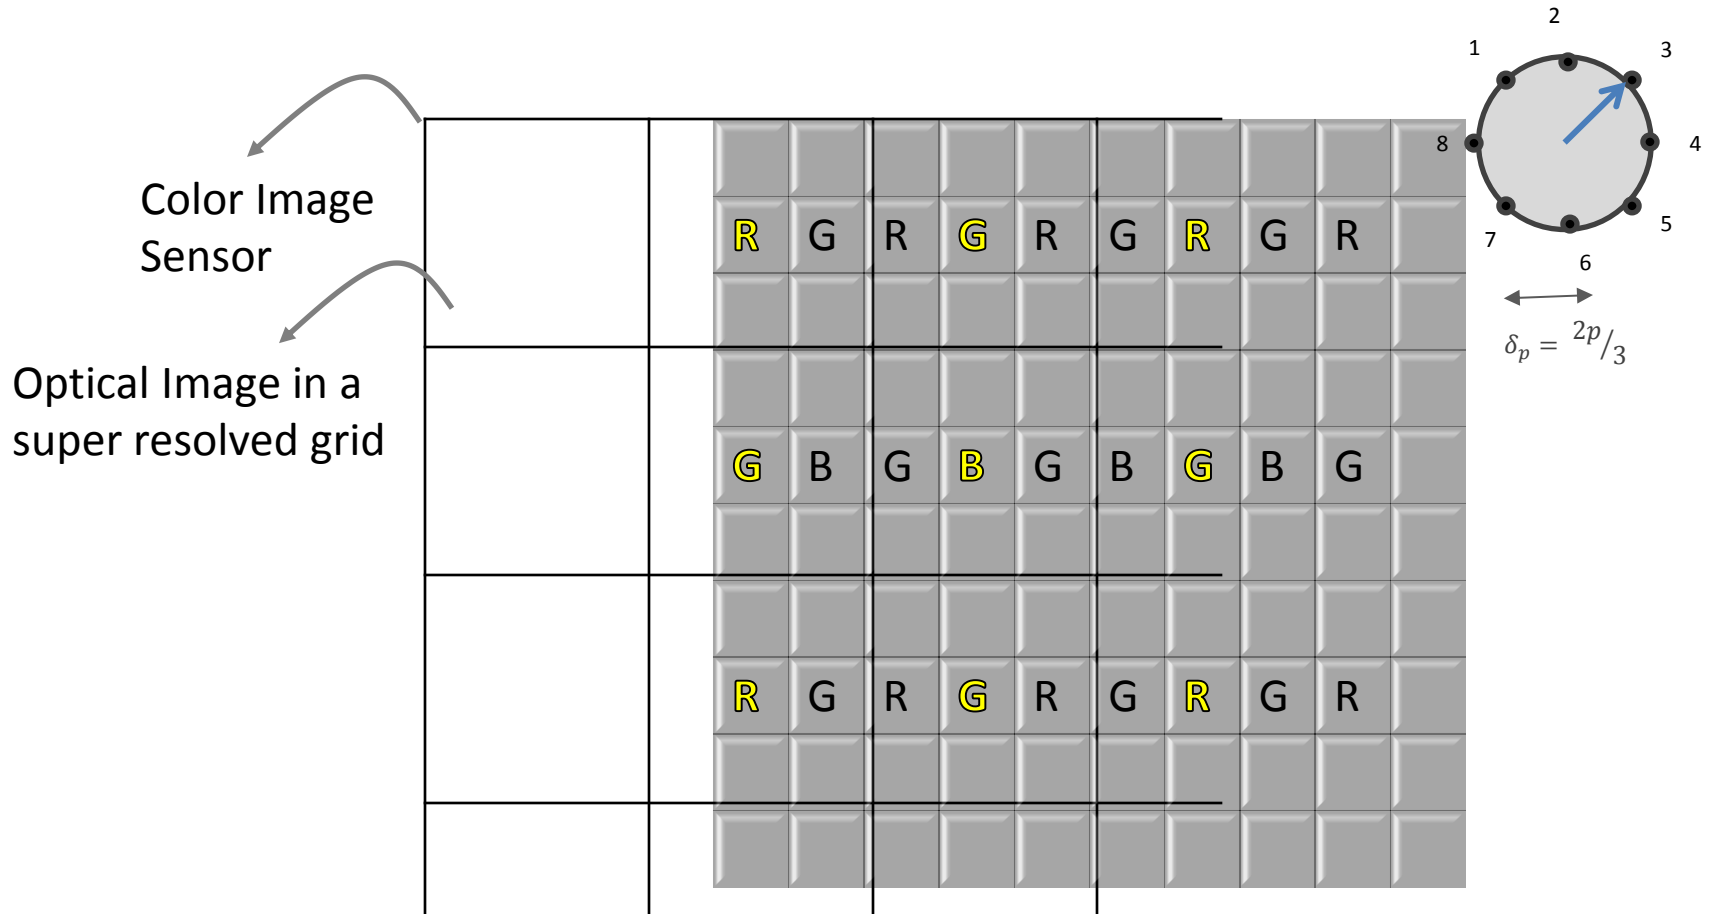 2
1
3
8
4
7
5
6
δp = 2p/3
Color Image
Sensor
Optical Image in a
super resolved grid
R G R G R G R G R
G B G B G B G B G
R G R G R G R G R